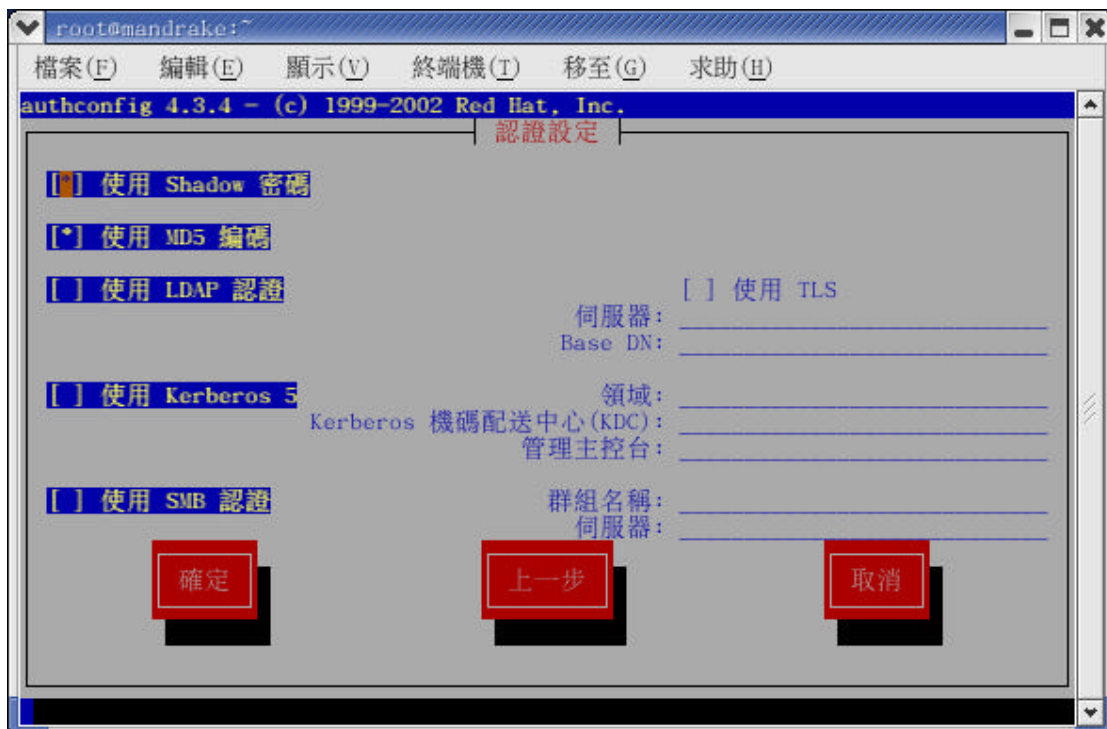 root@mandrake:~
檔案(F) 編輯(E) 顯示(V) 終端機(T) 移至(G) 求助(H)
authconfig 4.3.4 - (c) 1999-2002 Red Hat, Inc.
認證設定
[*] 使用 Shadow 密碼
[*] 使用 MD5 編碼
[ ] 使用 LDAP 認證 [ ] 使用 TLS
伺服器:
Base DN:
[ ] 使用 Kerberos 5 領域:
Kerberos 機碼配送中心(KDC):
管理主控台:
[ ] 使用 SMB 認證 群組名稱:
伺服器:
確定 上一步 取消